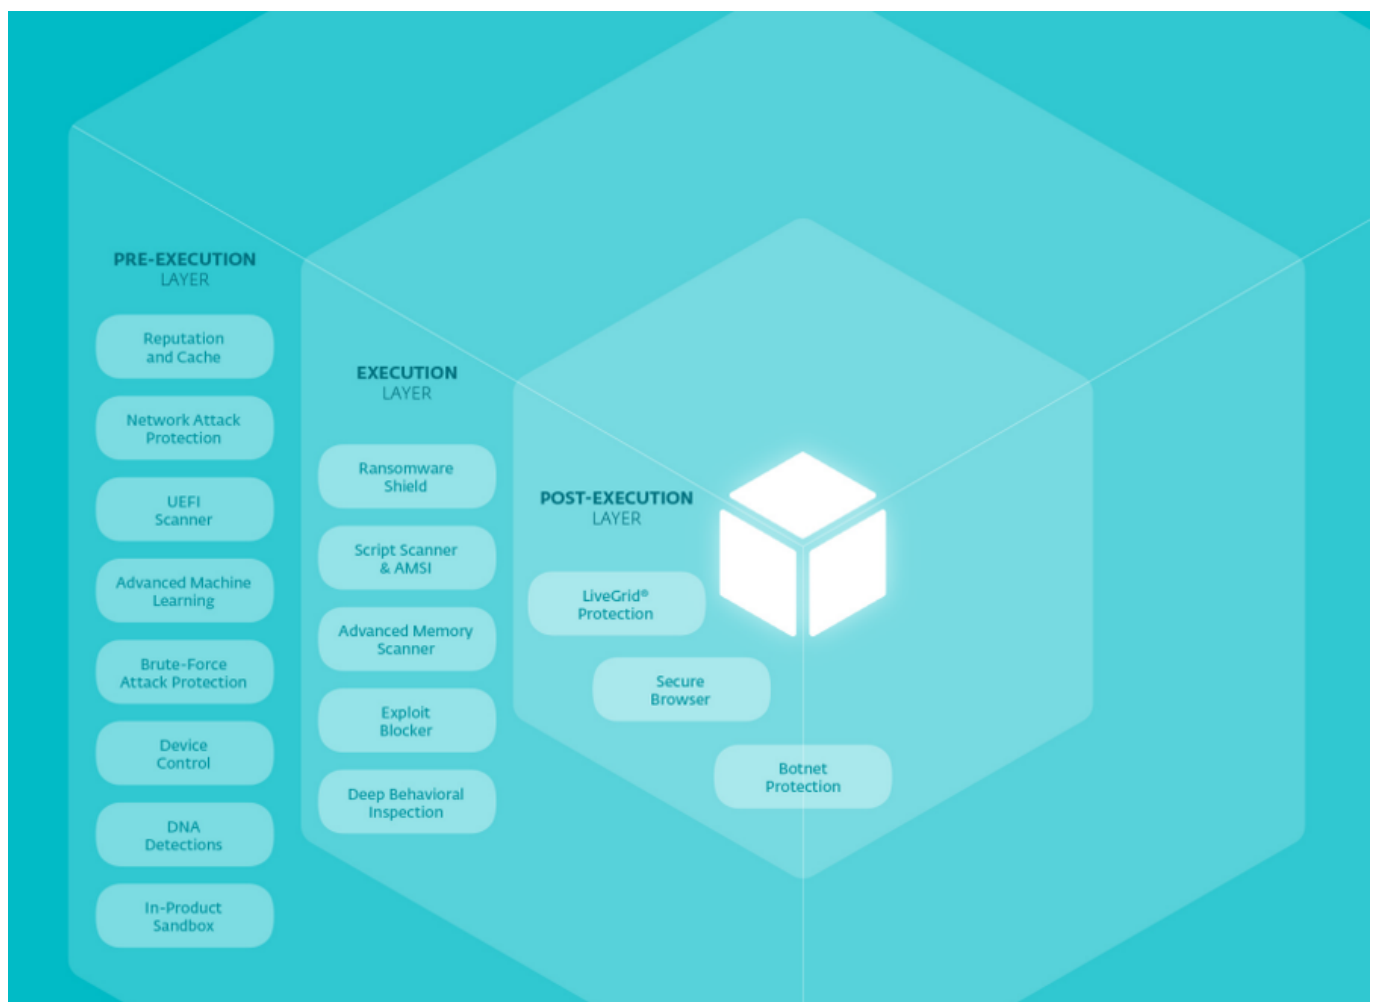 PRE-EXECUTION
LAYER
Reputation
and Cache
Network Attack
Protection
UEFI
Scanner
Advanced Machine
Learning
Brute-Force
Attack Protection
Device
Control
DNA
Detections
In-Product
Sandbox
EXECUTION
LAYER
Ransomware
Shield
Script Scanner
& AMSI
Advanced Memory
Scanner
Exploit
Blocker
Deep Behavioral
Inspection
POST-EXECUTION
LAYER
LiveGrid®
Protection
Secure
Browser
Botnet
Protection